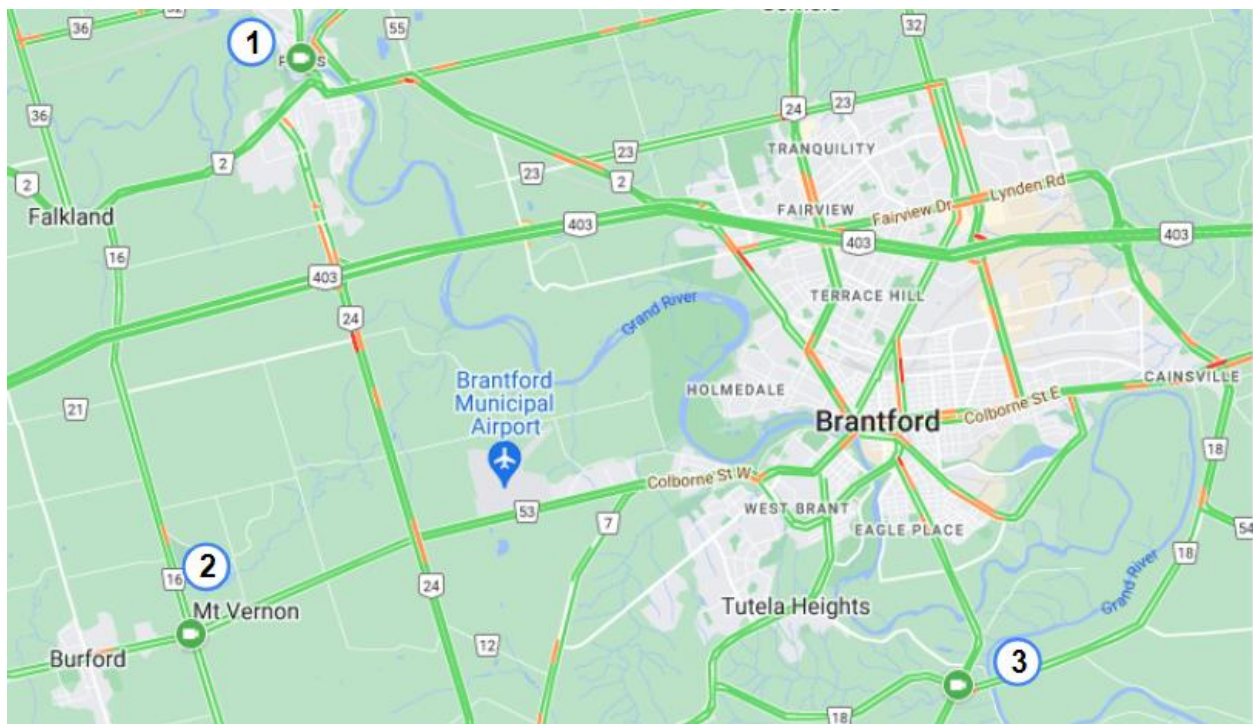 36
32
55
32
1
36
24
23
23
TRANQUILITY
23
2
2
2
Lynden Rd
Falkland
FAIRVIEW
Fairview Dr
403
403
403
16
403
TERRACE HILL
24
Grand River
Brantford
Municipal
Airport
HOLMEDALE
CAINSVILLE
21
Brantford
Colborne St E
18
Colborne St W
53
WEST BRANT
7
EAGLE PLACE
54
18
2
16
24
Grand River
Mt Vernon
Tutela Heights
12
Burford
3
18